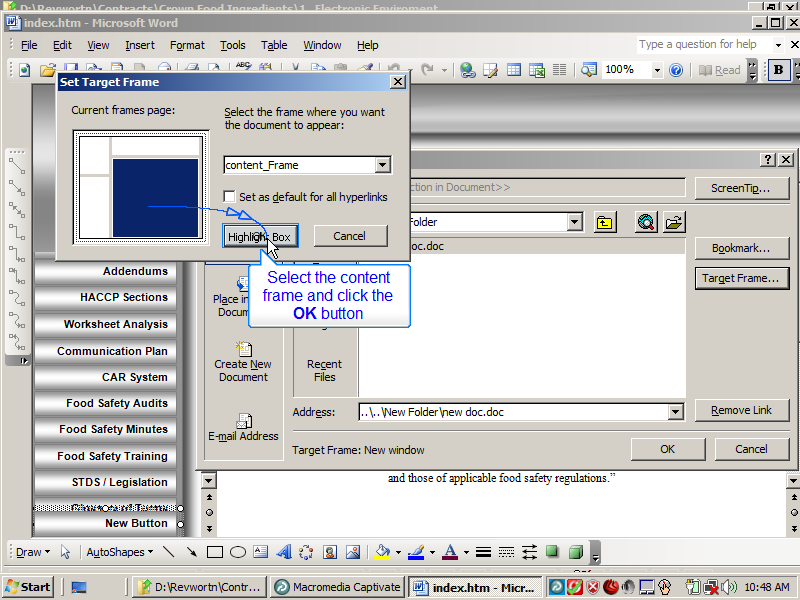 D:\Revwortn\Contracts\Crown Food Ingredients\1. Electronic Enviroment
index.htm - Microsoft Word
File Edit View Insert Format Tools Table Window Help
Type a question for help
100%
Read
B
Set Target Frame
Current frames page:
Select the frame where you want
the document to appear:
content_Frame
Set as default for all hyperlinks
Highlight Box
Cancel
Select the content
frame and click the
OK button
ction in Document>>
ScreenTip...
Folder
oc.doc
Bookmark...
Target Frame...
Place in
Docum
Create New
Document
Recent
Files
E-mail Address
Address:
..\..\New Folder\new doc.doc
Remove Link
Target Frame: New window
OK
Cancel
Addendums
HACCP Sections
Worksheet Analysis
Communication Plan
CAR System
Food Safety Audits
Food Safety Minutes
Food Safety Training
STDS / Legislation
New Button
and those of applicable food safety regulations.”
Draw
AutoShapes
Start
D:\Revwortn\Contr...
Macromedia Captivate
index.htm - Micr...
10:48 AM